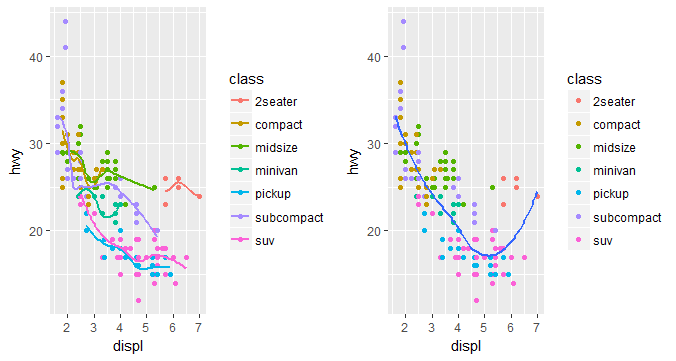 class
40
2seater
compact
30
midsize
hwy
minivan
pickup
20
subcompact
suv
2 3 4 5 6 7
displ
class
40
2seater
compact
30
midsize
hwy
minivan
pickup
20
subcompact
suv
2 3 4 5 6 7
displ